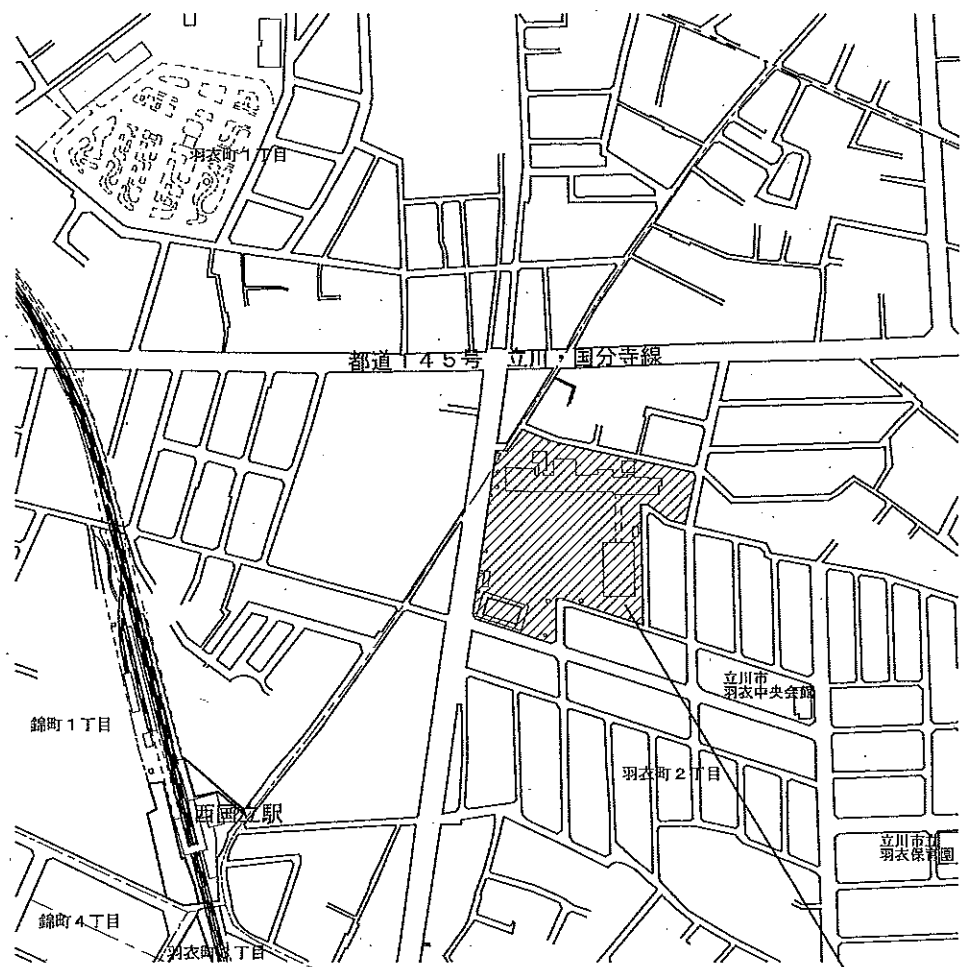 羽衣町１丁目
都道１４５号　立川・国分寺線
立川市
羽衣中央会館
錦町１丁目
羽衣町２丁目
西国立駅
立川市立
羽衣保育園
錦町４丁目